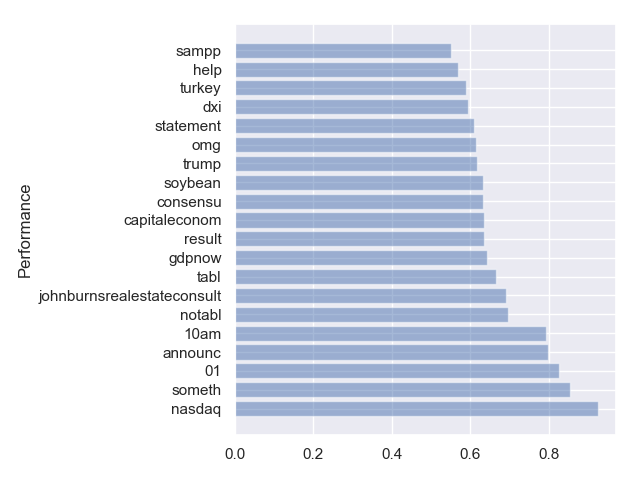 sampp
help
turkey
dxi
statement
omg
trump
soybean
consensu
capitaleconom
result
gdpnow
tabl
johnburnsrealestateconsult
notabl
10am
announc
01
someth
nasdaq
Performance
0.0 0.2 0.4 0.6 0.8